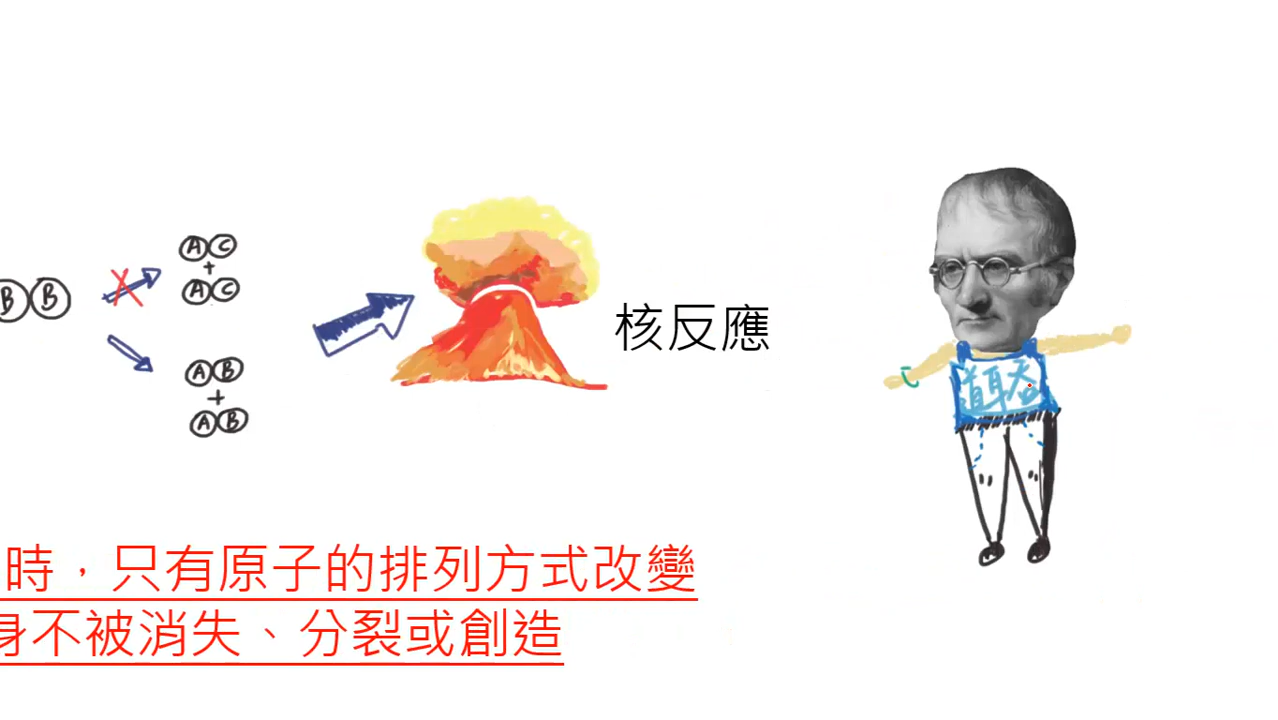 Ⓐ Ⓒ
+
Ⓐ Ⓒ
Ⓑ Ⓑ
Ⓐ Ⓑ
+
Ⓐ Ⓑ
核反應
道耳吞
時，只有原子的排列方式改變
身不被消失、分裂或創造